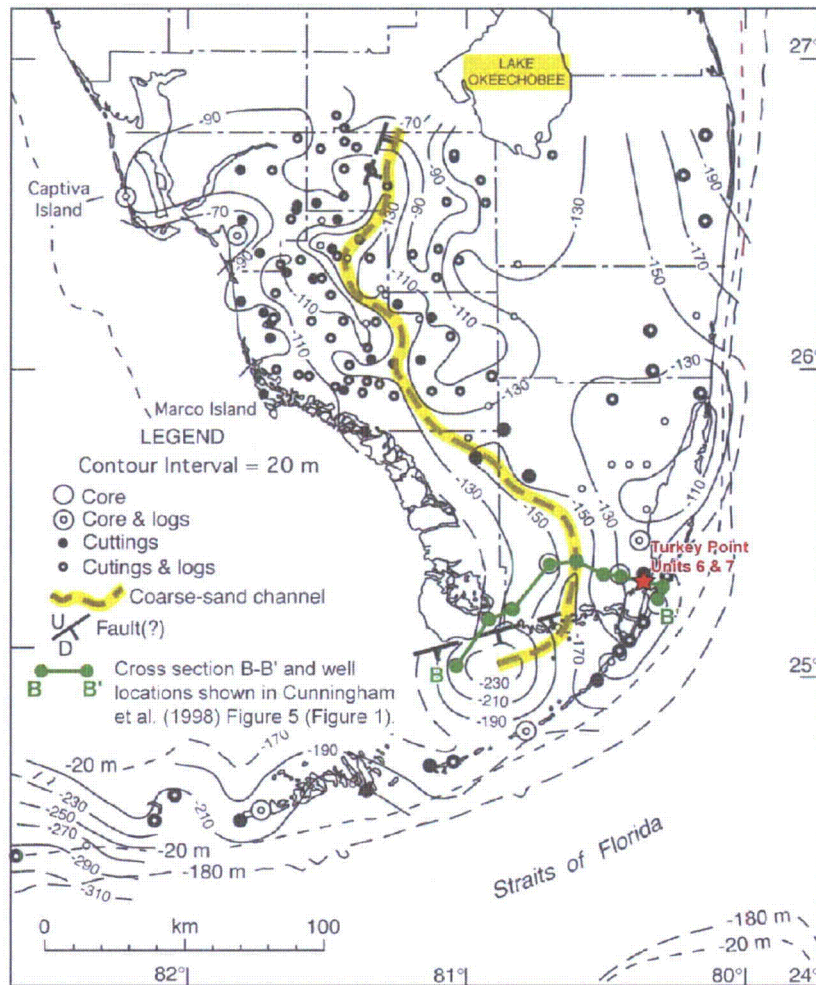 27°
LAKE
OKEECHOBEE
-70
-90
Captiva
Island
-70
-90
-130
-90
-130
-190
-170
-150
-110
-110
-110
-110
26°
-130
-130
Marco Island
LEGEND
Contour Interval = 20 m
Core
Core & logs
Cuttings
Cutings & logs
Coarse-sand channel
U
D
Fault(?)
B
B'
Cross section B-B' and well
locations shown in Cunningham
et al. (1998) Figure 5 (Figure 1).
-130
-150
-150
-130
-110
Turkey Point
Units 6 & 7
B'
B
25°
-170
-230
-210
-190
-170
-190
-20 m
-230
-250
-270
-290
-310
-210
-20 m
-180 m
Straits of Florida
-180 m
-20 m
0
km
100
82°
81°
80°
24°